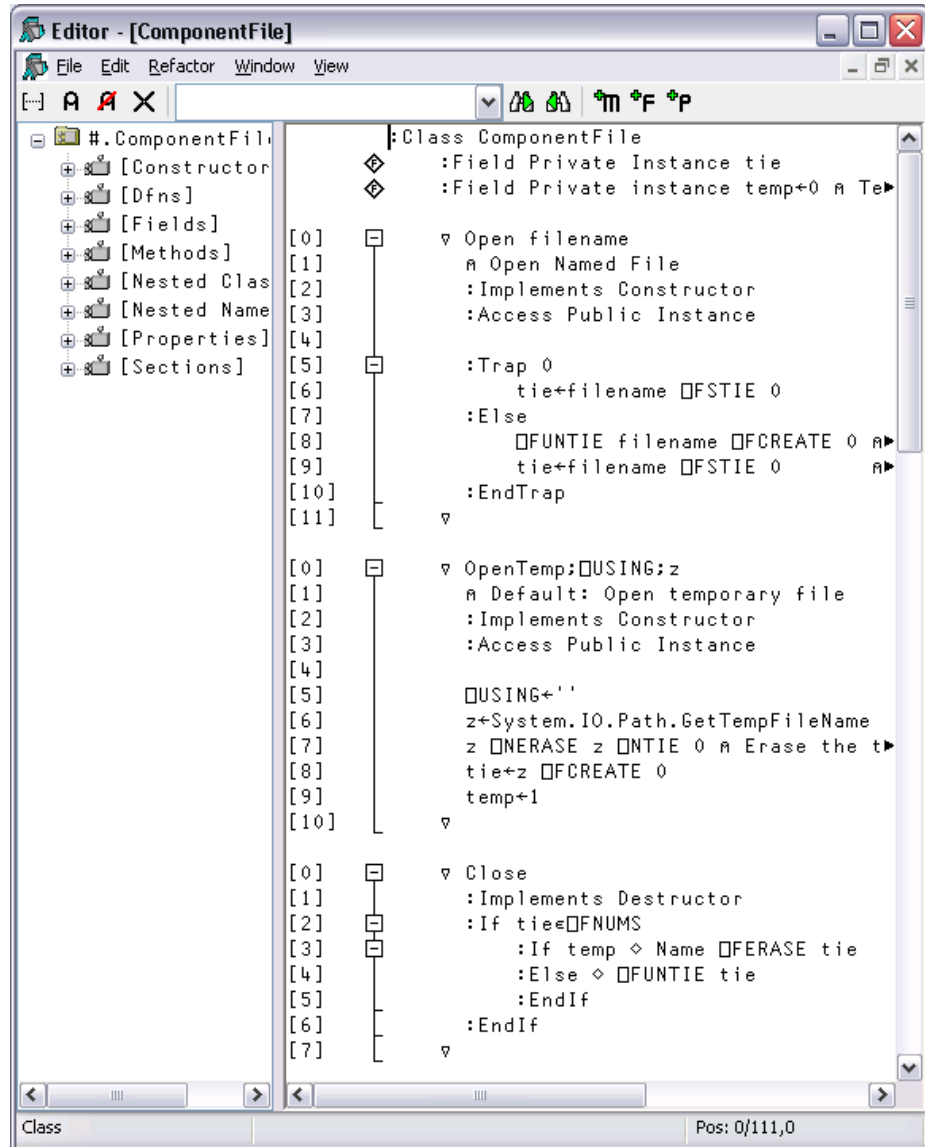 Editor - [ComponentFile]
File Edit Refactor Window View
#.ComponentFil
[Constructor
[Dfns]
[Fields]
[Methods]
[Nested Clas
[Nested Name
[Properties]
[Sections]
:Class ComponentFile
:Field Private Instance tie
:Field Private instance temp←0 ⍝ Te
[0] ∇ Open filename
[1] ⍝ Open Named File
[2] :Implements Constructor
[3] :Access Public Instance
[4]
[5] :Trap 0
[6] tie←filename ⎕FSTIE 0
[7] :Else
[8] ⎕FUNTIE filename ⎕FCREATE 0 ⍝
[9] tie←filename ⎕FSTIE 0 ⍝
[10] :EndTrap
[11] ∇
[0] ∇ OpenTemp;⎕USING;z
[1] ⍝ Default: Open temporary file
[2] :Implements Constructor
[3] :Access Public Instance
[4]
[5] ⎕USING←''
[6] z←System.IO.Path.GetTempFileName
[7] z ⎕NERASE z ⎕NTIE 0 ⍝ Erase the t
[8] tie←z ⎕FCREATE 0
[9] temp←1
[10] ∇
[0] ∇ Close
[1] :Implements Destructor
[2] :If tie∊⎕FNUMS
[3] :If temp ⋄ Name ⎕FERASE tie
[4] :Else ⋄ ⎕FUNTIE tie
[5] :EndIf
[6] :EndIf
[7] ∇
Class Pos: 0/111,0